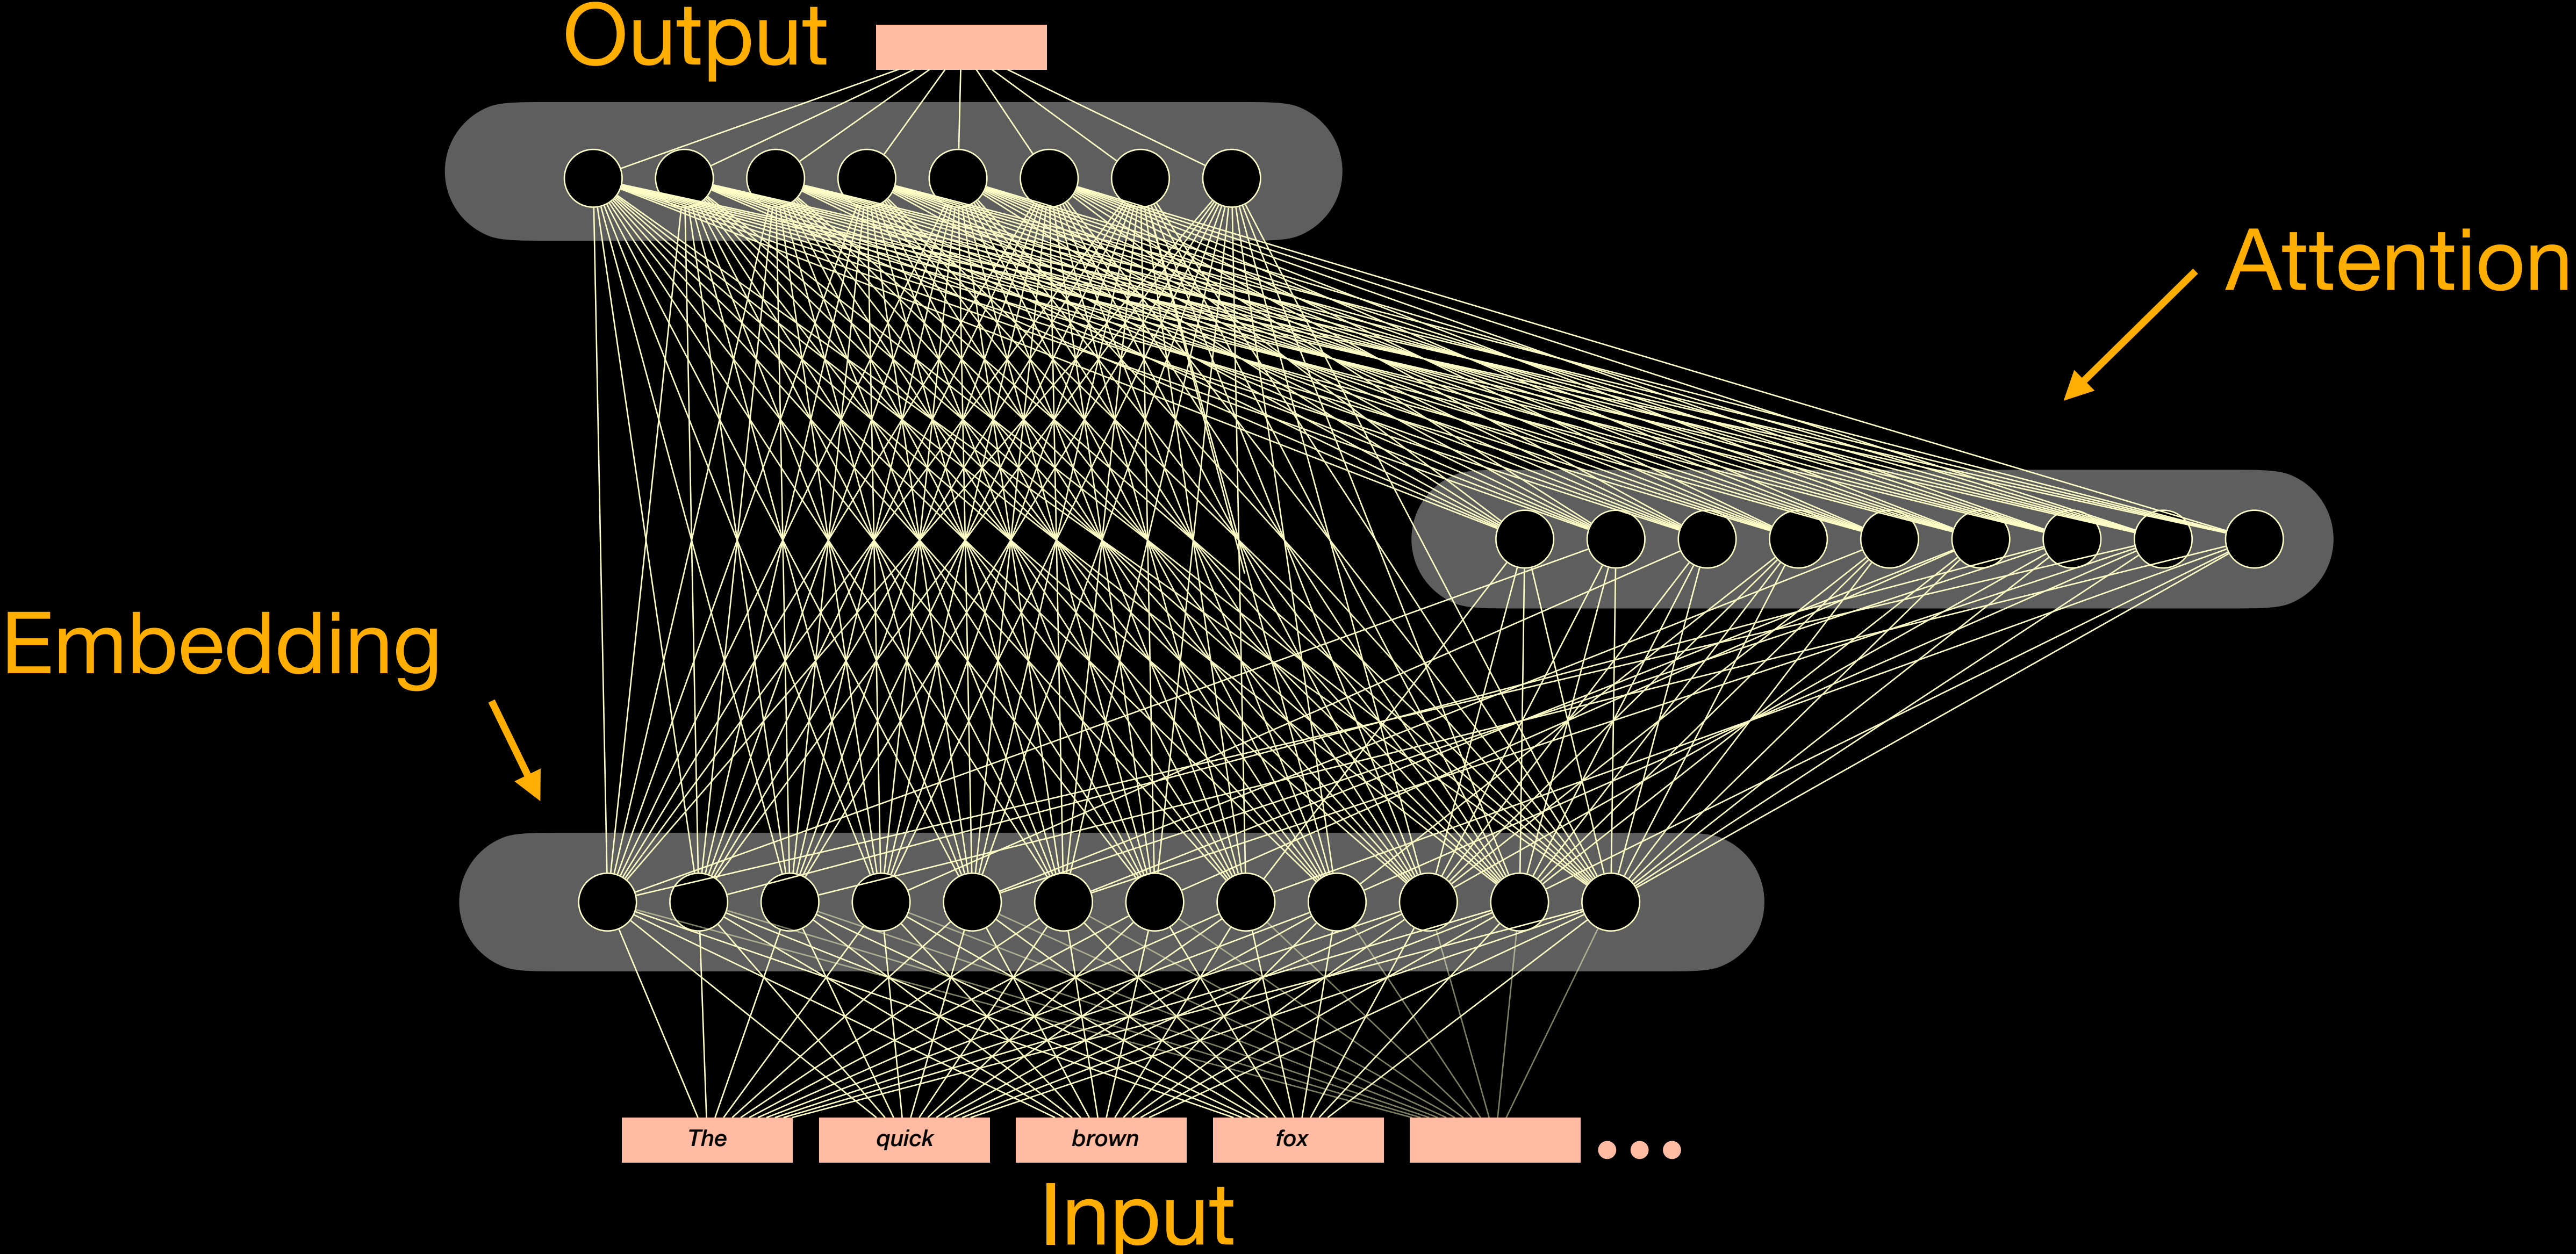 Output
Attention
Embedding
The quick brown fox
Input